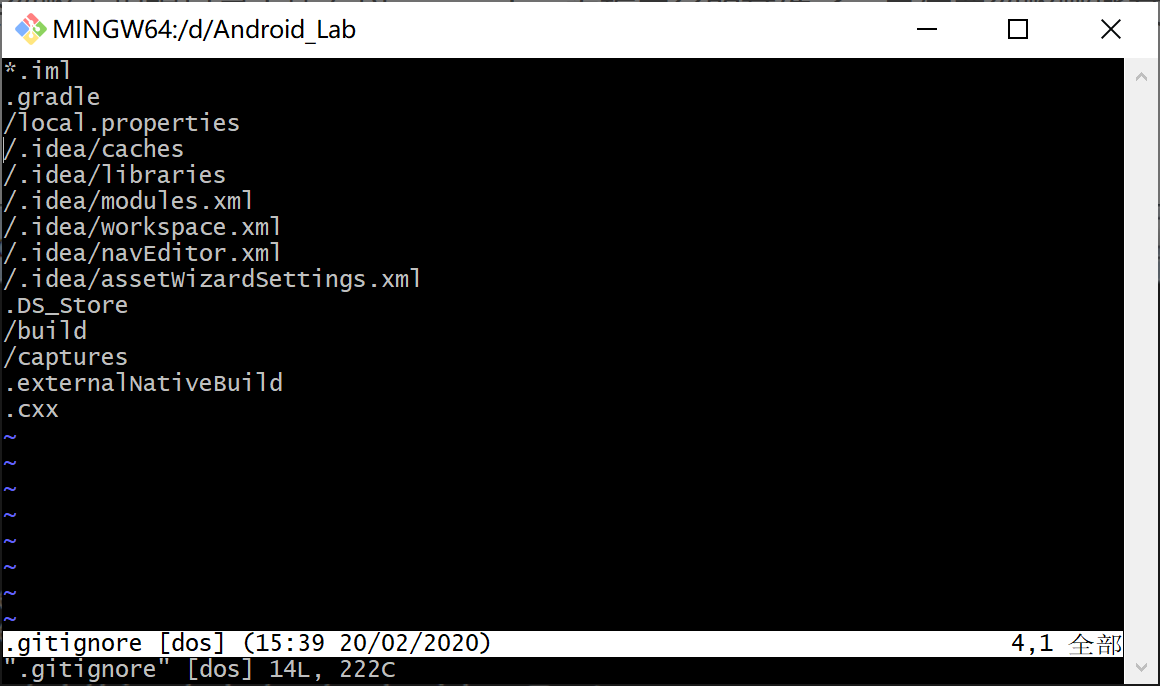 MINGW64:/d/Android_Lab
*.iml
.gradle
/local.properties
/.idea/caches
/.idea/libraries
/.idea/modules.xml
/.idea/workspace.xml
/.idea/navEditor.xml
/.idea/assetWizardSettings.xml
.DS_Store
/build
/captures
.externalNativeBuild
.cxx
~
~
~
~
~
~
~
~
.gitignore [dos] (15:39 20/02/2020) 4,1 全部
".gitignore" [dos] 14L, 222C